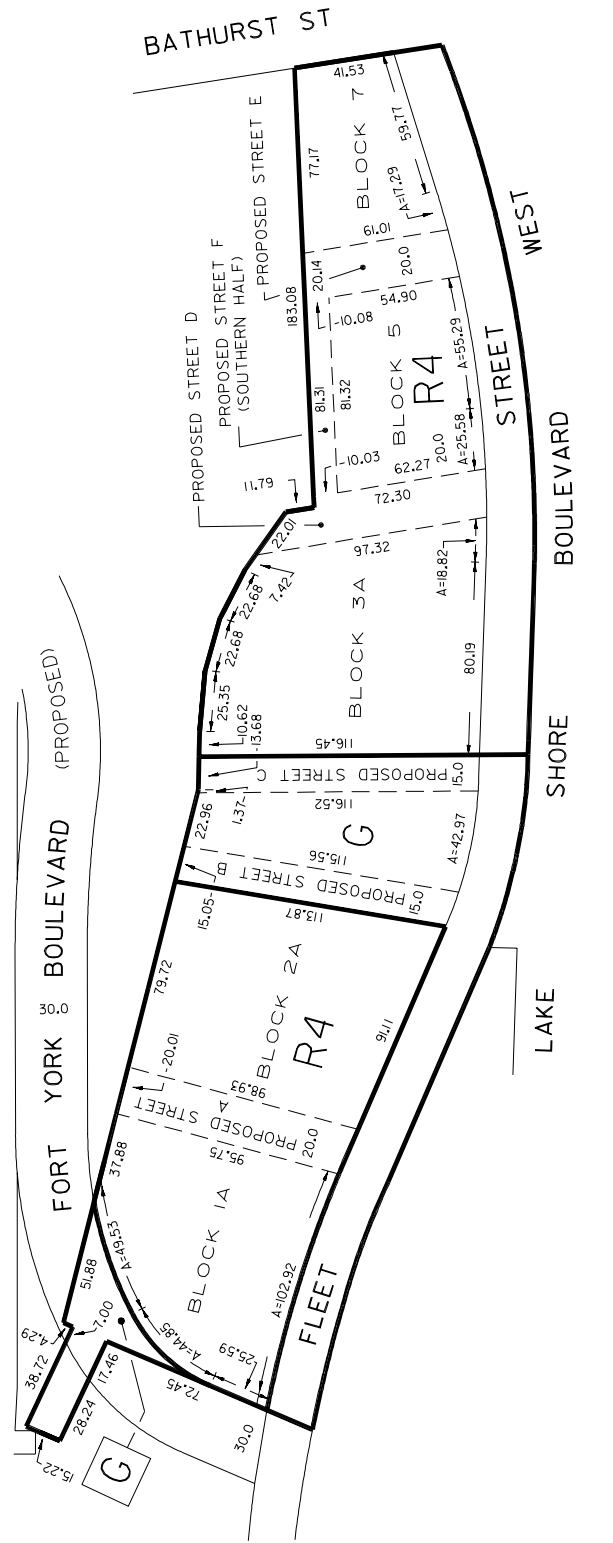 BATHURST ST
41.53
BLOCK 7
77.17
59.77
A=17.29
PROPOSED STREET E
PROPOSED STREET F
(SOUTHERN HALF)
PROPOSED STREET D
WEST
61.01
20.14
20.0
183.08
10.08
54.90
81.31
81.32
BLOCK 5
R4
A=55.29
STREET
10.03
20.0
A=25.58
62.27
72.30
11.79
22.01
97.32
BOULEVARD
7.42
22.68
22.68
A=18.82
BLOCK 3A
25.35
80.19
10.62
13.68
116.45
PROPOSED STREET C
15.0
SHORE
116.52
1.37
22.96
G
A=42.97
115.56
PROPOSED STREET B
15.0
15.05
113.87
FORT YORK BOULEVARD (PROPOSED)
30.0
79.72
BLOCK 2A
R4
91.11
LAKE
20.01
98.93
PROPOSED STREET A
20.0
95.75
37.88
A=49.53
BLOCK 1A
A=102.92
51.88
7.00
4.29
A=44.85
25.59
FLEET
38.72
17.46
72.45
28.24
30.0
15.22
G